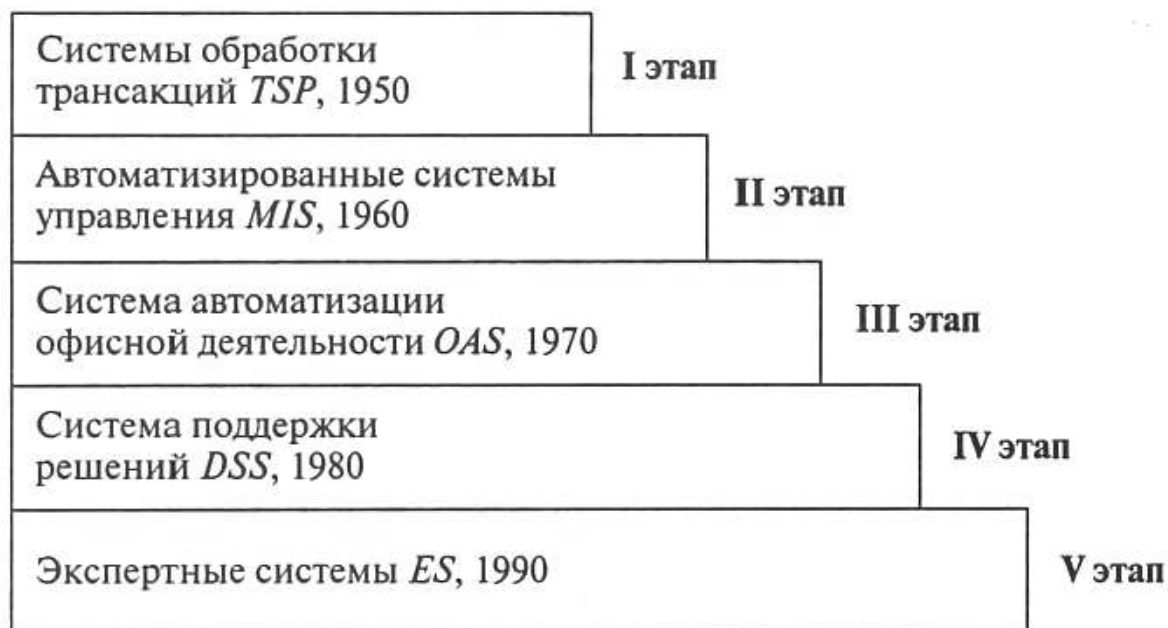 Системы обработки
трансакций TSP, 1950
I этап
Автоматизированные системы
управления MIS, 1960
II этап
Система автоматизации
офисной деятельности OAS, 1970
III этап
Система поддержки
решений DSS, 1980
IV этап
Экспертные системы ES, 1990
V этап